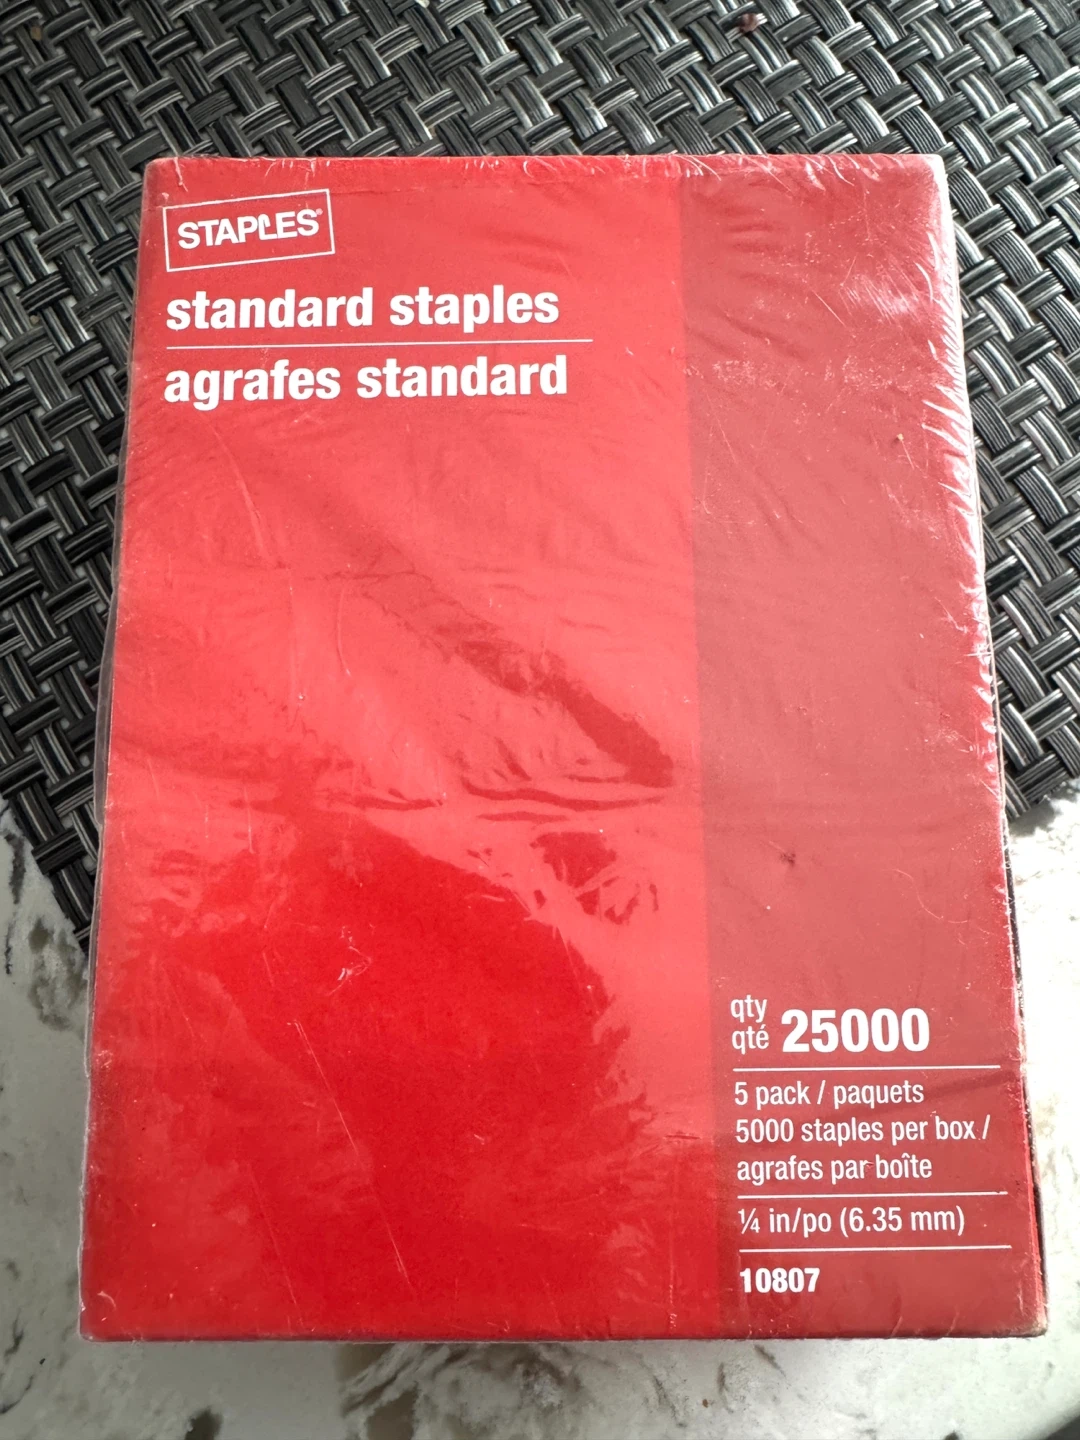 STAPLES®
standard staples
agrafes standard
qty
qté 25000
5 pack / paquets
5000 staples per box /
agrafes par boîte
¼ in/po (6.35 mm)
10807